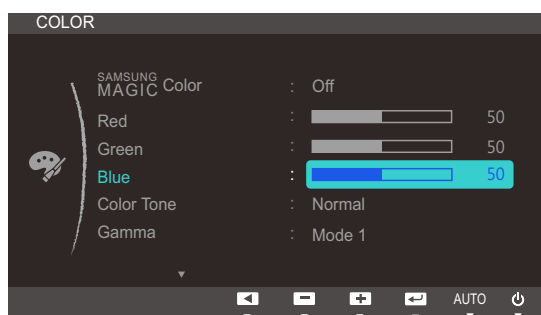 COLOR
SAMSUNG MAGIC Color : Off
Red : 50
Green : 50
Blue : 50
Color Tone : Normal
Gamma : Mode 1
AUTO